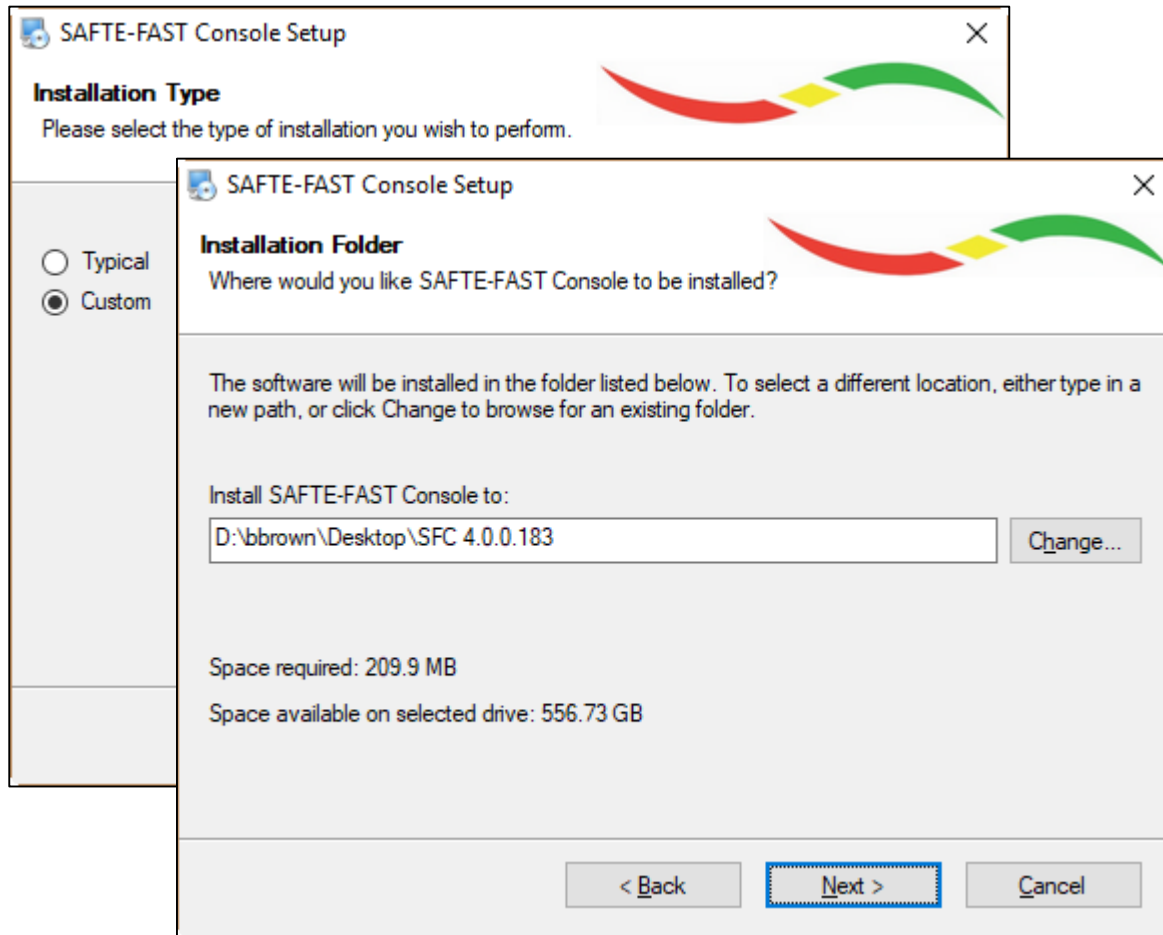 SAFTE-FAST Console Setup
Installation Type
Please select the type of installation you wish to perform.
Typical
Custom
SAFTE-FAST Console Setup
Installation Folder
Where would you like SAFTE-FAST Console to be installed?
The software will be installed in the folder listed below. To select a different location, either type in a
new path, or click Change to browse for an existing folder.
Install SAFTE-FAST Console to:
D:\bbrown\Desktop\SFC 4.0.0.183
Change...
Space required: 209.9 MB
Space available on selected drive: 556.73 GB
< Back
Next >
Cancel